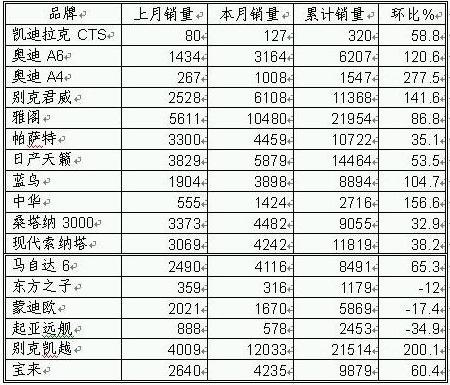 品牌 上月销量 本月销量 累计销量 环比%
凯迪拉克 CTS 80 127 320 58.8
奥迪 A6 1434 3164 6207 120.6
奥迪 A4 267 1008 1547 277.5
别克君威 2528 6108 11368 141.6
雅阁 5611 10480 21954 86.8
帕萨特 3300 4459 10722 35.1
日产天籁 3829 5879 14464 53.5
蓝鸟 1904 3898 8894 104.7
中华 555 1424 2716 156.6
桑塔纳 3000 3373 4482 9055 32.9
现代索纳塔 3069 4242 11819 38.2
马自达 6 2490 4116 8491 65.3
东方之子 359 316 1179 -12
蒙迪欧 2021 1670 5869 -17.4
起亚远舰 888 578 2453 -34.9
别克凯越 4009 12033 21514 200.1
宝来 2640 4235 9879 60.4